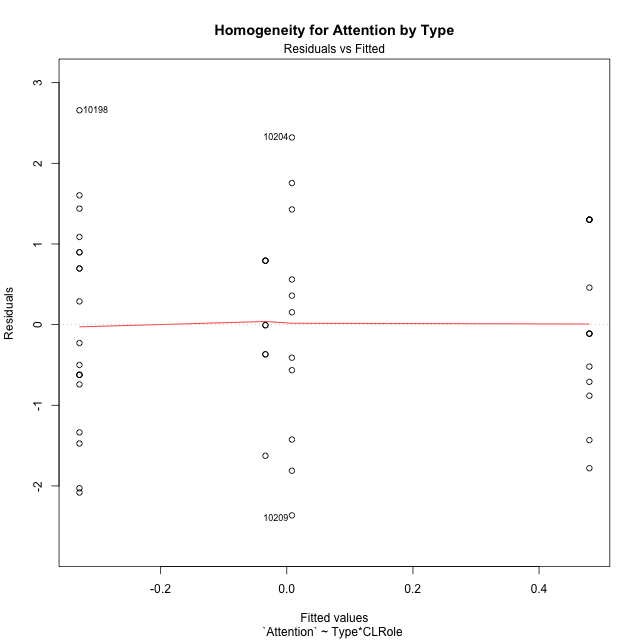 Homogeneity for Attention by Type
Residuals vs Fitted
3
2
1
0
-1
-2
Residuals
10198
10204
10209
-0.2
0.0
0.2
0.4
Fitted values
`Attention` ~ Type*CLRole